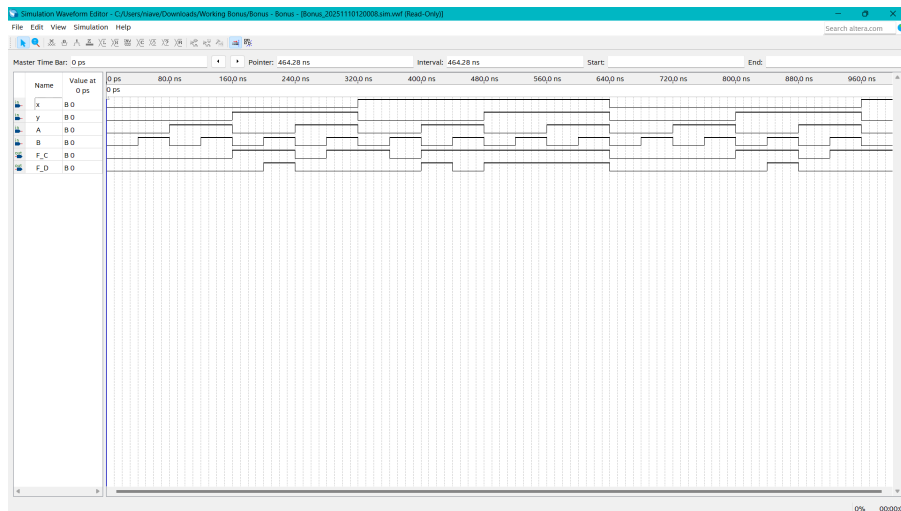 Simulation Waveform Editor - C:/Users/niave/Downloads/Working Bonus/Bonus - Bonus - [Bonus_20251110120008.sim.vwf (Read-Only)]
File Edit View Simulation Help
Search altera.com
Master Time Bar: 0 ps
Pointer: 464.28 ns
Interval: 464.28 ns
Start:
End:
Name Value at 0 ps
0 ps 80.0 ns 160.0 ns 240.0 ns 320.0 ns 400.0 ns 480.0 ns 560.0 ns 640.0 ns 720.0 ns 800.0 ns 880.0 ns 960.0 ns
0 ps
x B 0
y B 0
A B 0
B B 0
F_C B 0
F_D B 0
0% 00:00:0